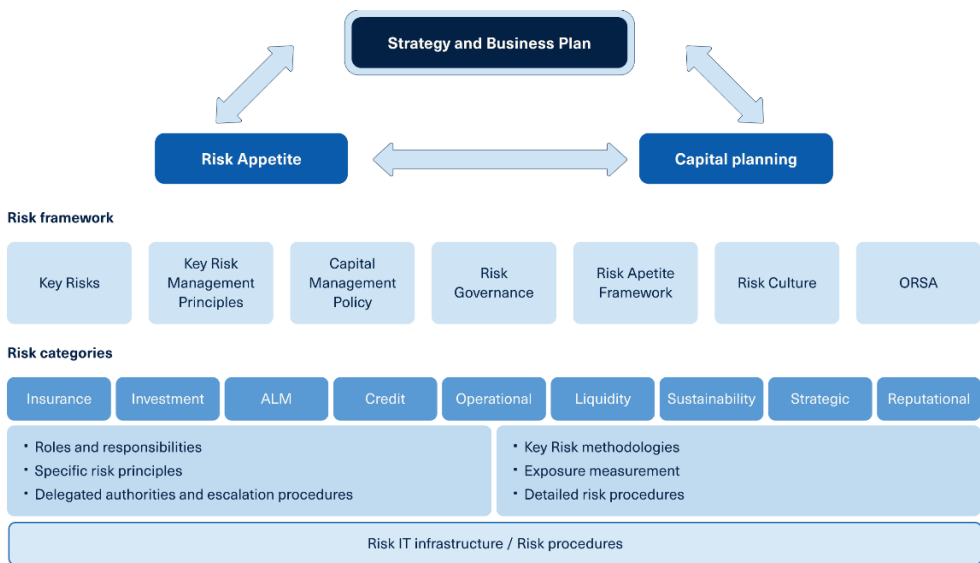 Strategy and Business Plan
Risk Appetite
Capital planning
Risk framework
Key Risks
Key Risk
Management
Principles
Capital
Management
Policy
Risk
Governance
Risk Apetite
Framework
Risk Culture
ORSA
Risk categories
Insurance
Investment
ALM
Credit
Operational
Liquidity
Sustainability
Strategic
Reputational
• Roles and responsibilities
• Specific risk principles
• Delegated authorities and escalation procedures
• Key Risk methodologies
• Exposure measurement
• Detailed risk procedures
Risk IT infrastructure / Risk procedures